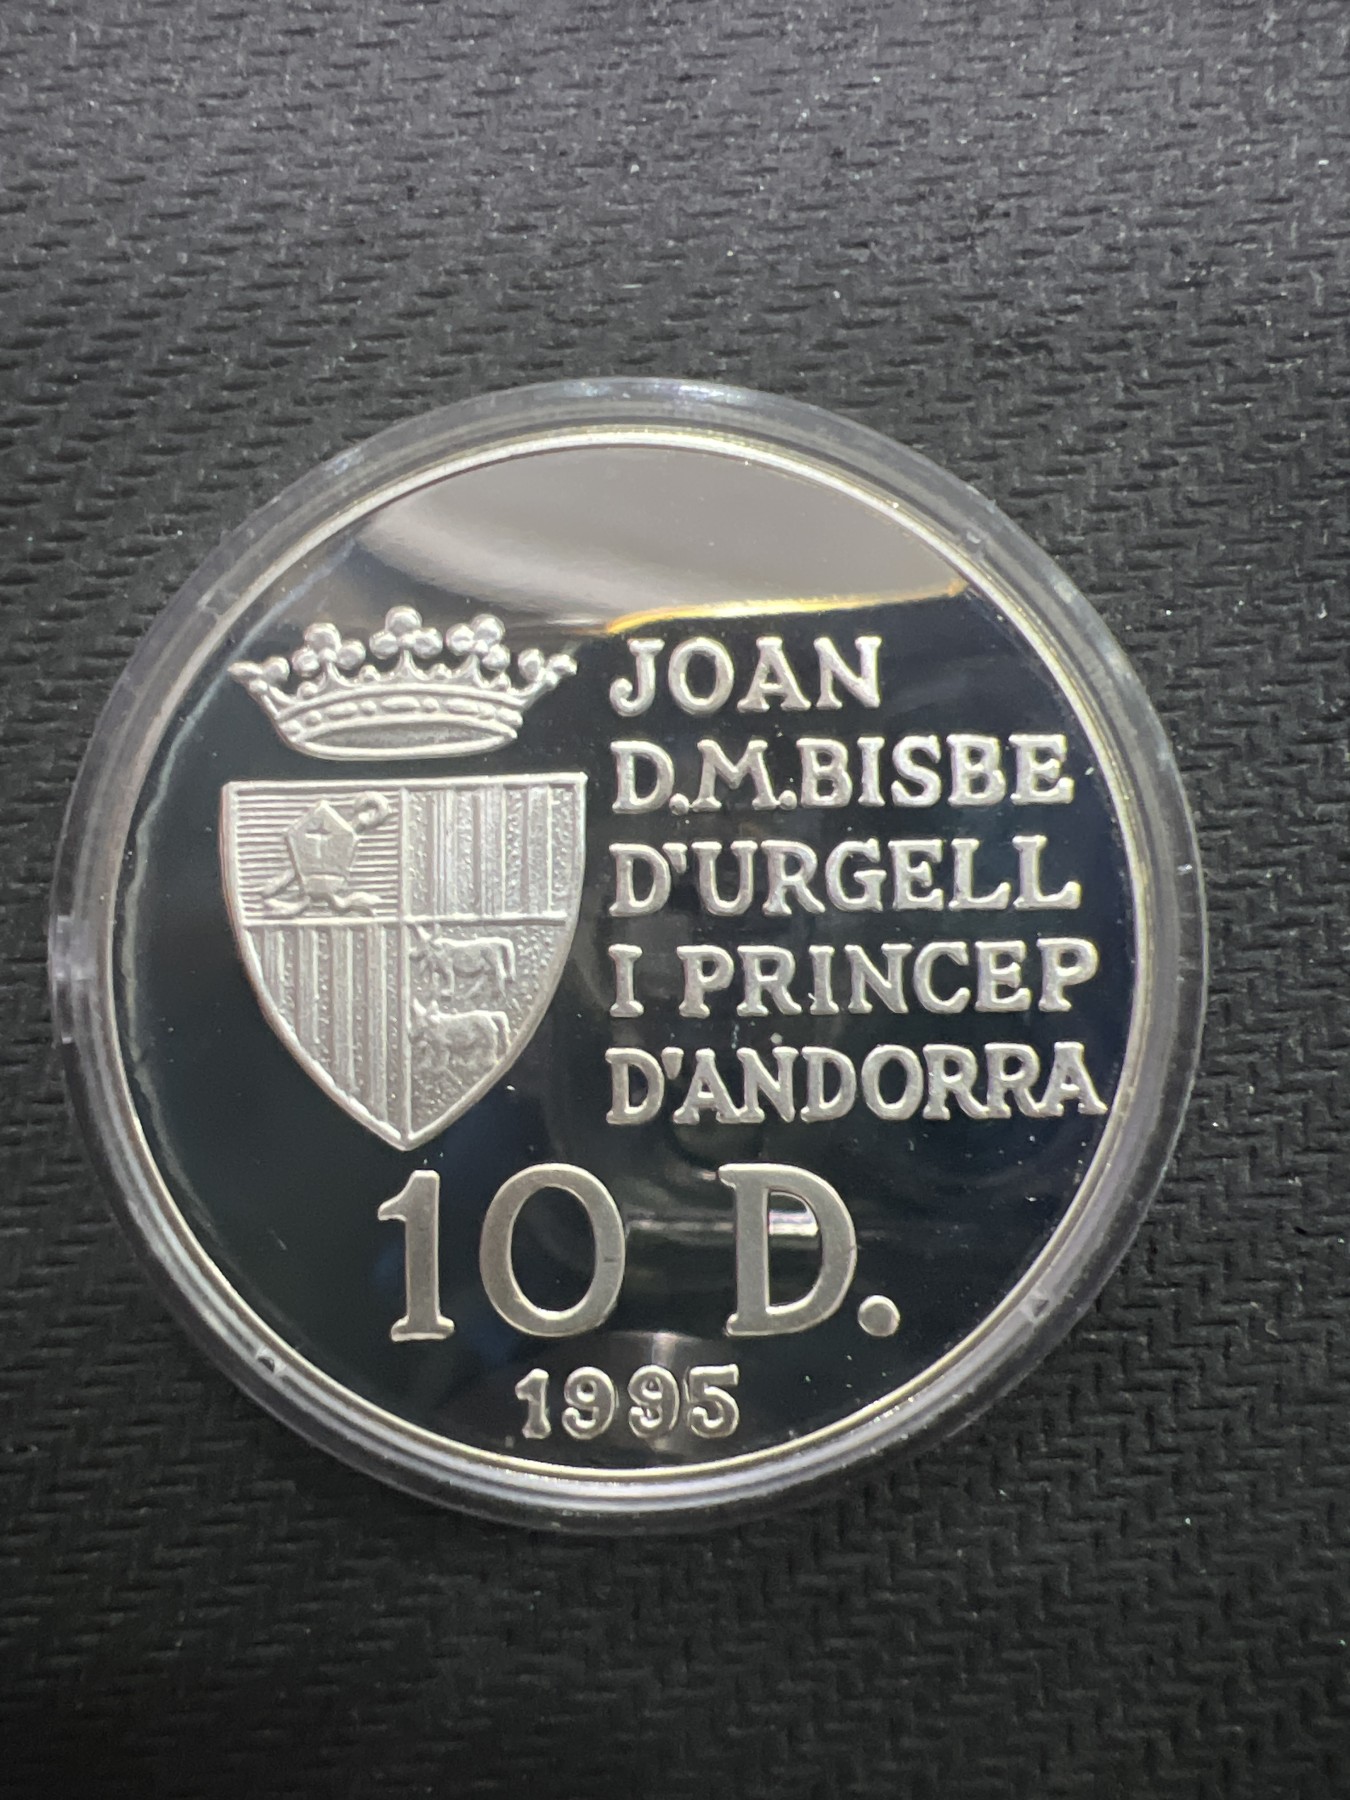 JOAN
D.M.BISBE
D'URGELL
I PRINCEP
D'ANDORRA
10 D.
1995